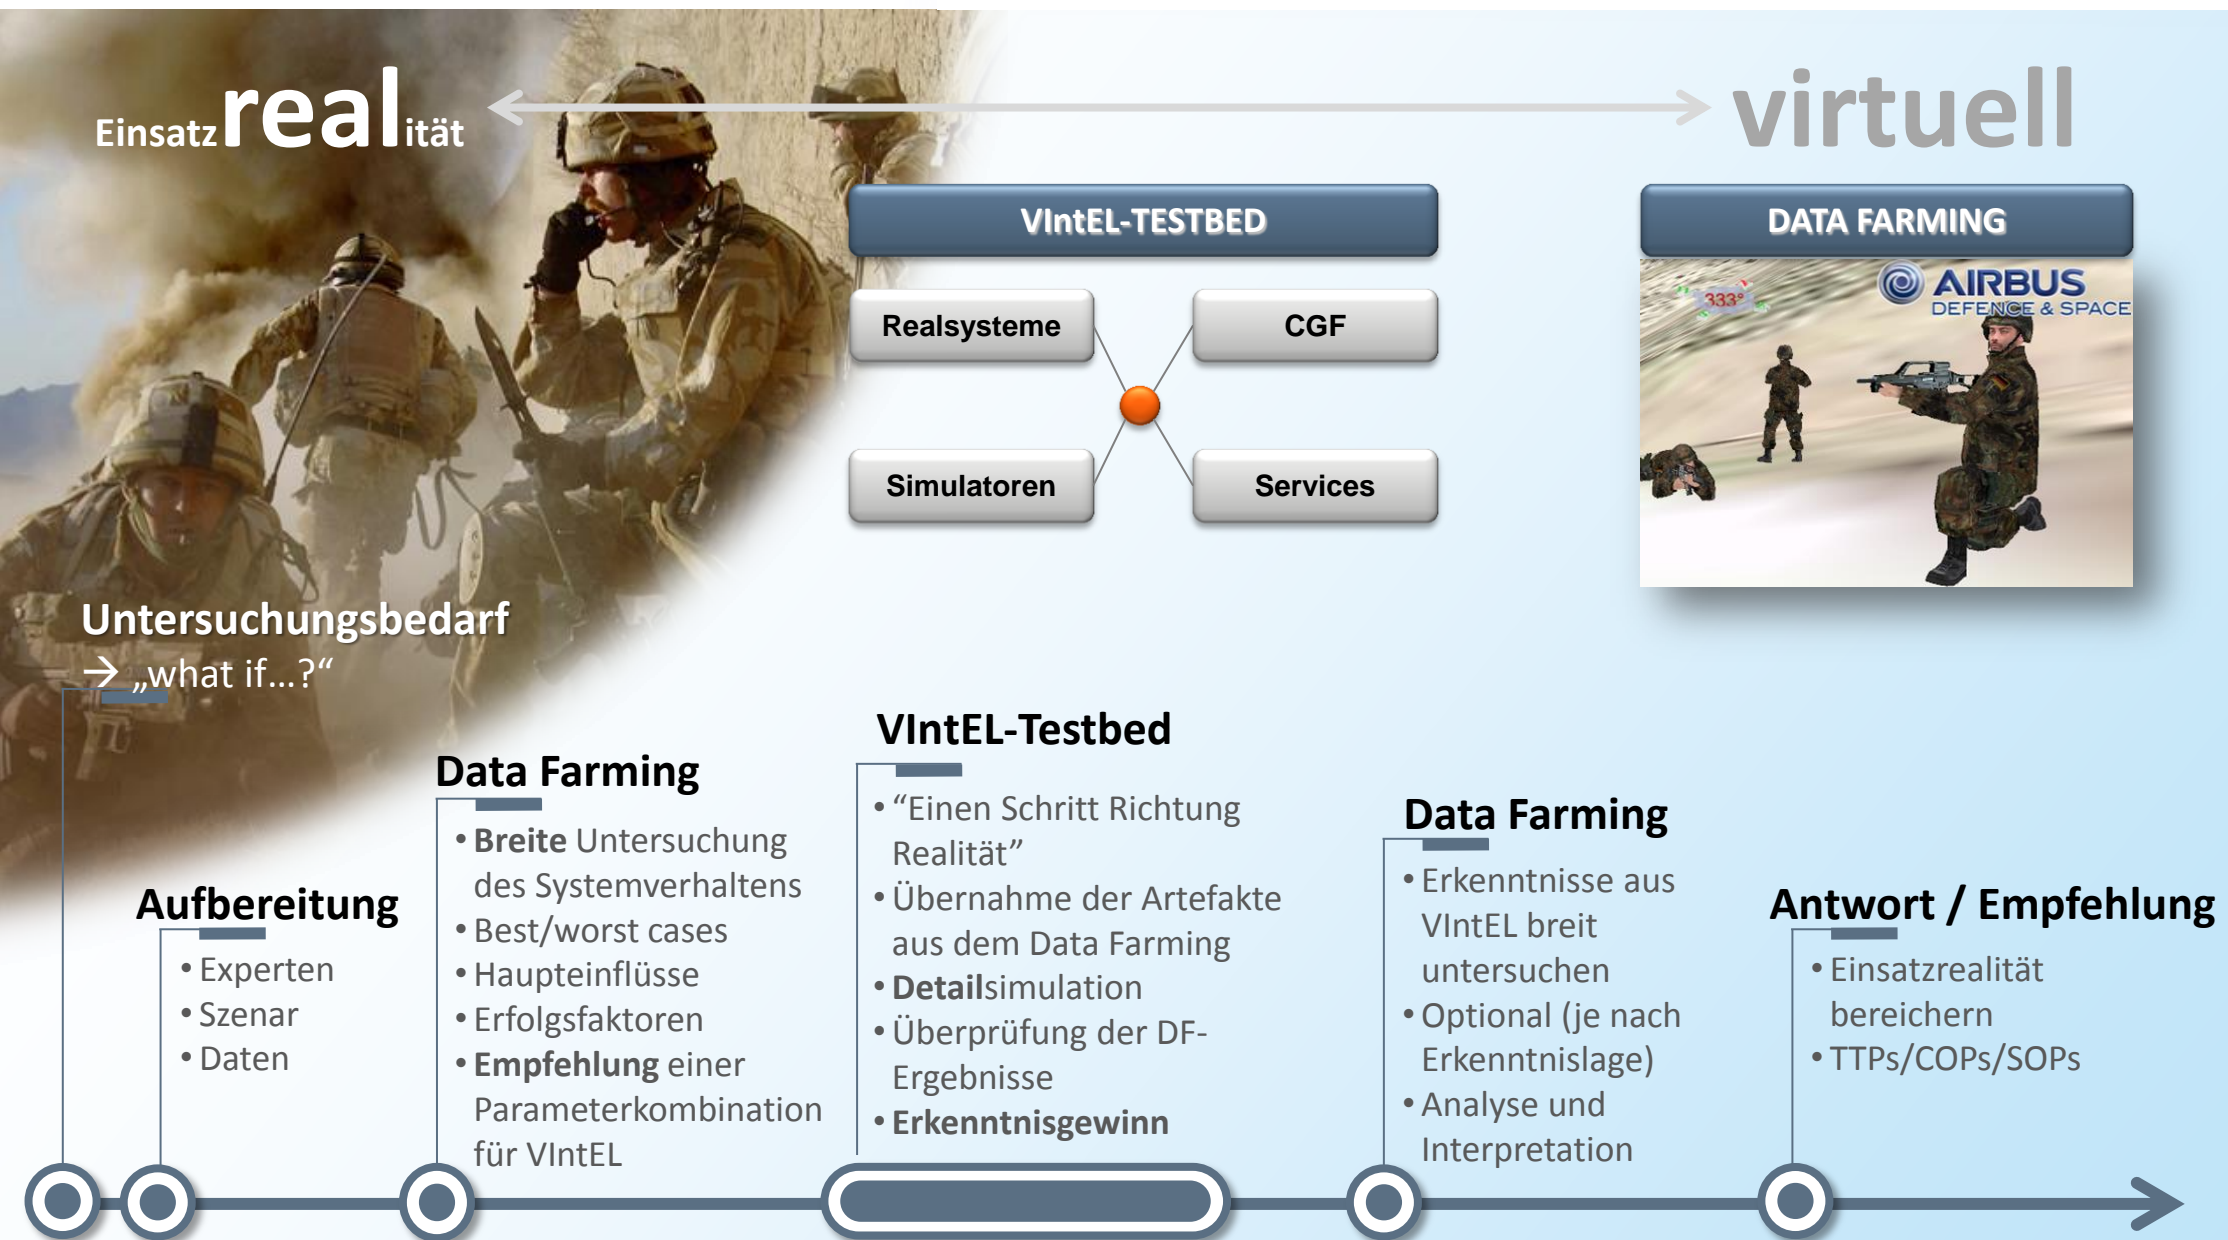 Einsatzrealität
virtuell
VIntEL-TESTBED
DATA FARMING
Realsysteme
CGF
Simulatoren
Services
333°
AIRBUS
DEFENCE & SPACE
Untersuchungsbedarf
→ „what if...?“
Aufbereitung
• Experten
• Szenar
• Daten
Data Farming
• Breite Untersuchung
des Systemverhaltens
• Best/worst cases
• Haupteinflüsse
• Erfolgsfaktoren
• Empfehlung einer
Parameterkombination
für VIntEL
VIntEL-Testbed
• “Einen Schritt Richtung
Realität”
• Übernahme der Artefakte
aus dem Data Farming
• Detailsimulation
• Überprüfung der DF-
Ergebnisse
• Erkenntnisgewinn
Data Farming
• Erkenntnisse aus
VIntEL breit
untersuchen
• Optional (je nach
Erkenntnislage)
• Analyse und
Interpretation
Antwort / Empfehlung
• Einsatzrealität
bereichern
• TTPs/COPs/SOPs